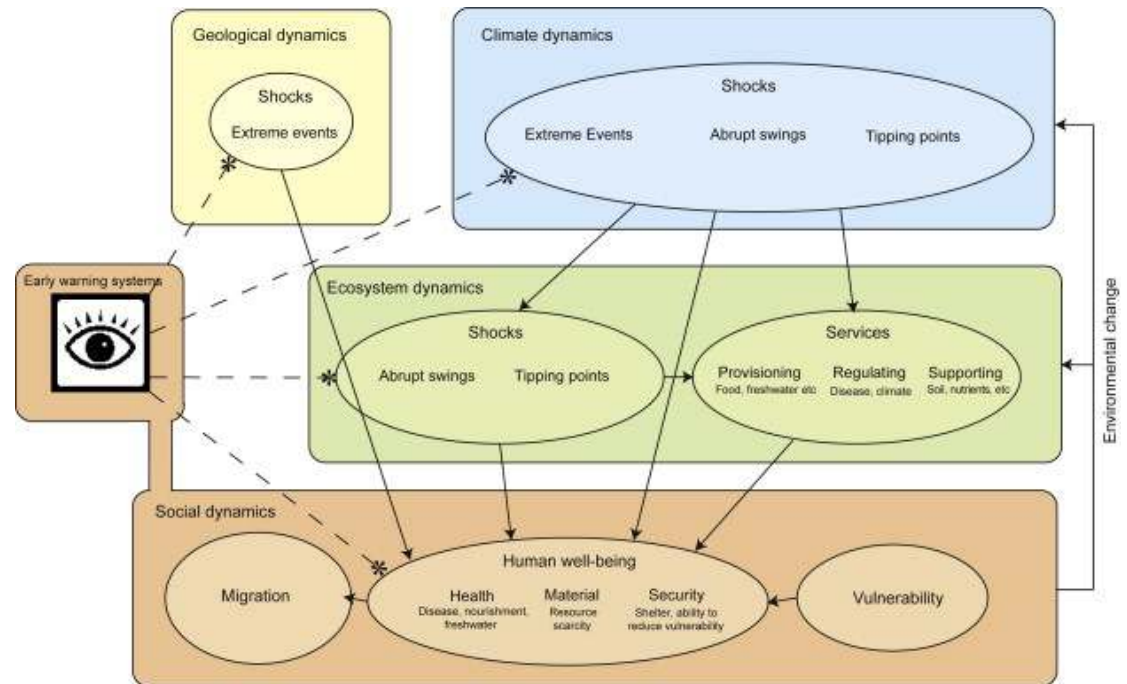 Geological dynamics
Shocks
Extreme events
Climate dynamics
Shocks
Extreme Events
Abrupt swings
Tipping points
Early warning systems
Ecosystem dynamics
Shocks
Abrupt swings
Tipping points
Services
Provisioning
Food, freshwater etc
Regulating
Disease, climate
Supporting
Soil, nutrients, etc
Environmental change
Social dynamics
Migration
Human well-being
Health
Disease, nourishment,
freshwater
Material
Resource
scarcity
Security
Shelter, ability to
reduce vulnerability
Vulnerability